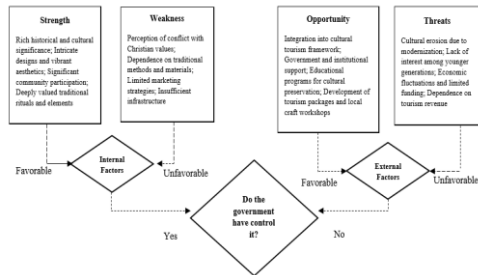 Strength
Rich historical and cultural
significance; Intricate
designs and vibrant
aesthetics; Significant
community participation;
Deeply valued traditional
rituals and elements
Weakness
Perception of conflict with
Christian values;
Dependence on traditional
methods and materials;
Limited marketing
strategies; Insufficient
infrastructure
Opportunity
Integration into cultural
tourism framework;
Government and institutional
support; Educational
programs for cultural
preservation; Development of
tourism packages and local
craft workshops
Threats
Cultural erosion due to
modernization; Lack of
interest among younger
generations; Economic
fluctuations and limited
funding; Dependence on
tourism revenue
Favorable
Internal
Factors
Unfavorable
Favorable
External
Factors
Unfavorable
Do the
government
have control
it?
Yes
No